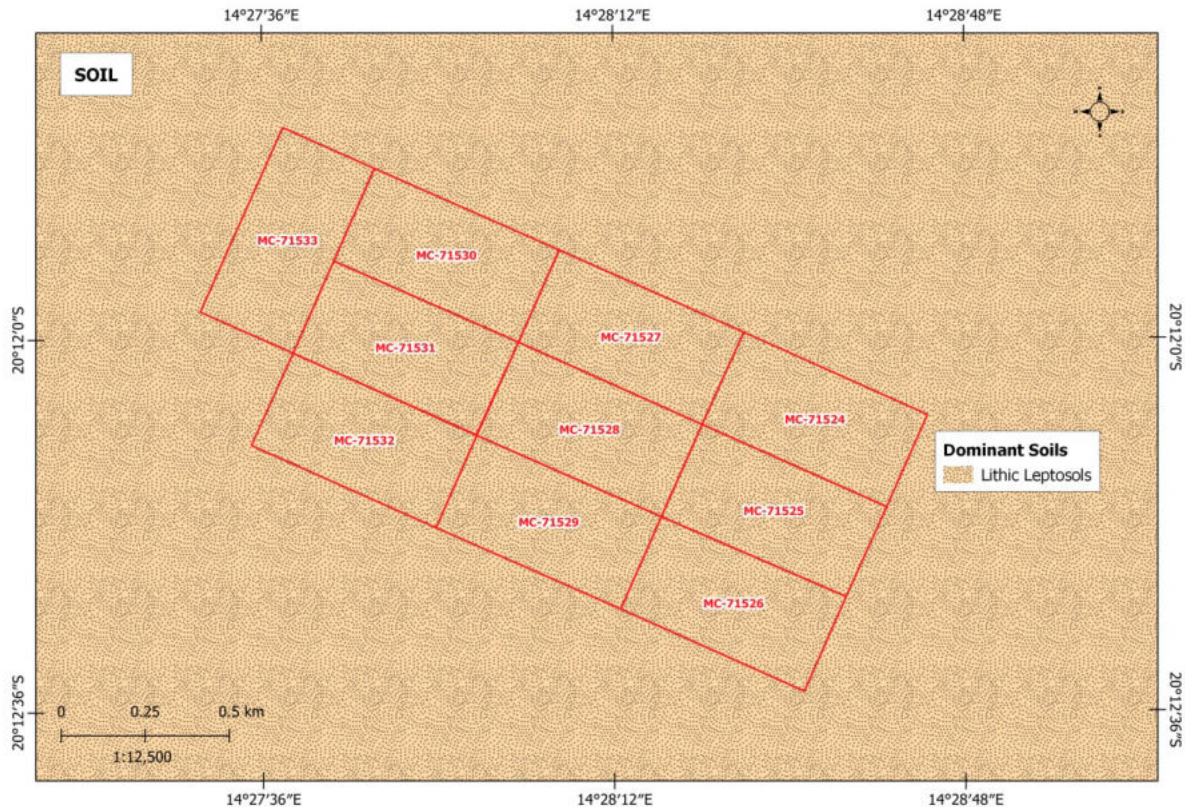 14°27′36″E
14°28′12″E
14°28′48″E
SOIL
MC-71533
MC-71530
MC-71527
MC-71531
MC-71524
MC-71528
MC-71532
MC-71525
MC-71529
MC-71526
20°12′0″S
20°12′0″S
Dominant Soils
Lithic Leptosols
20°12′36″S
20°12′36″S
0 0.25 0.5 km
1:12,500
14°27′36″E
14°28′12″E
14°28′48″E